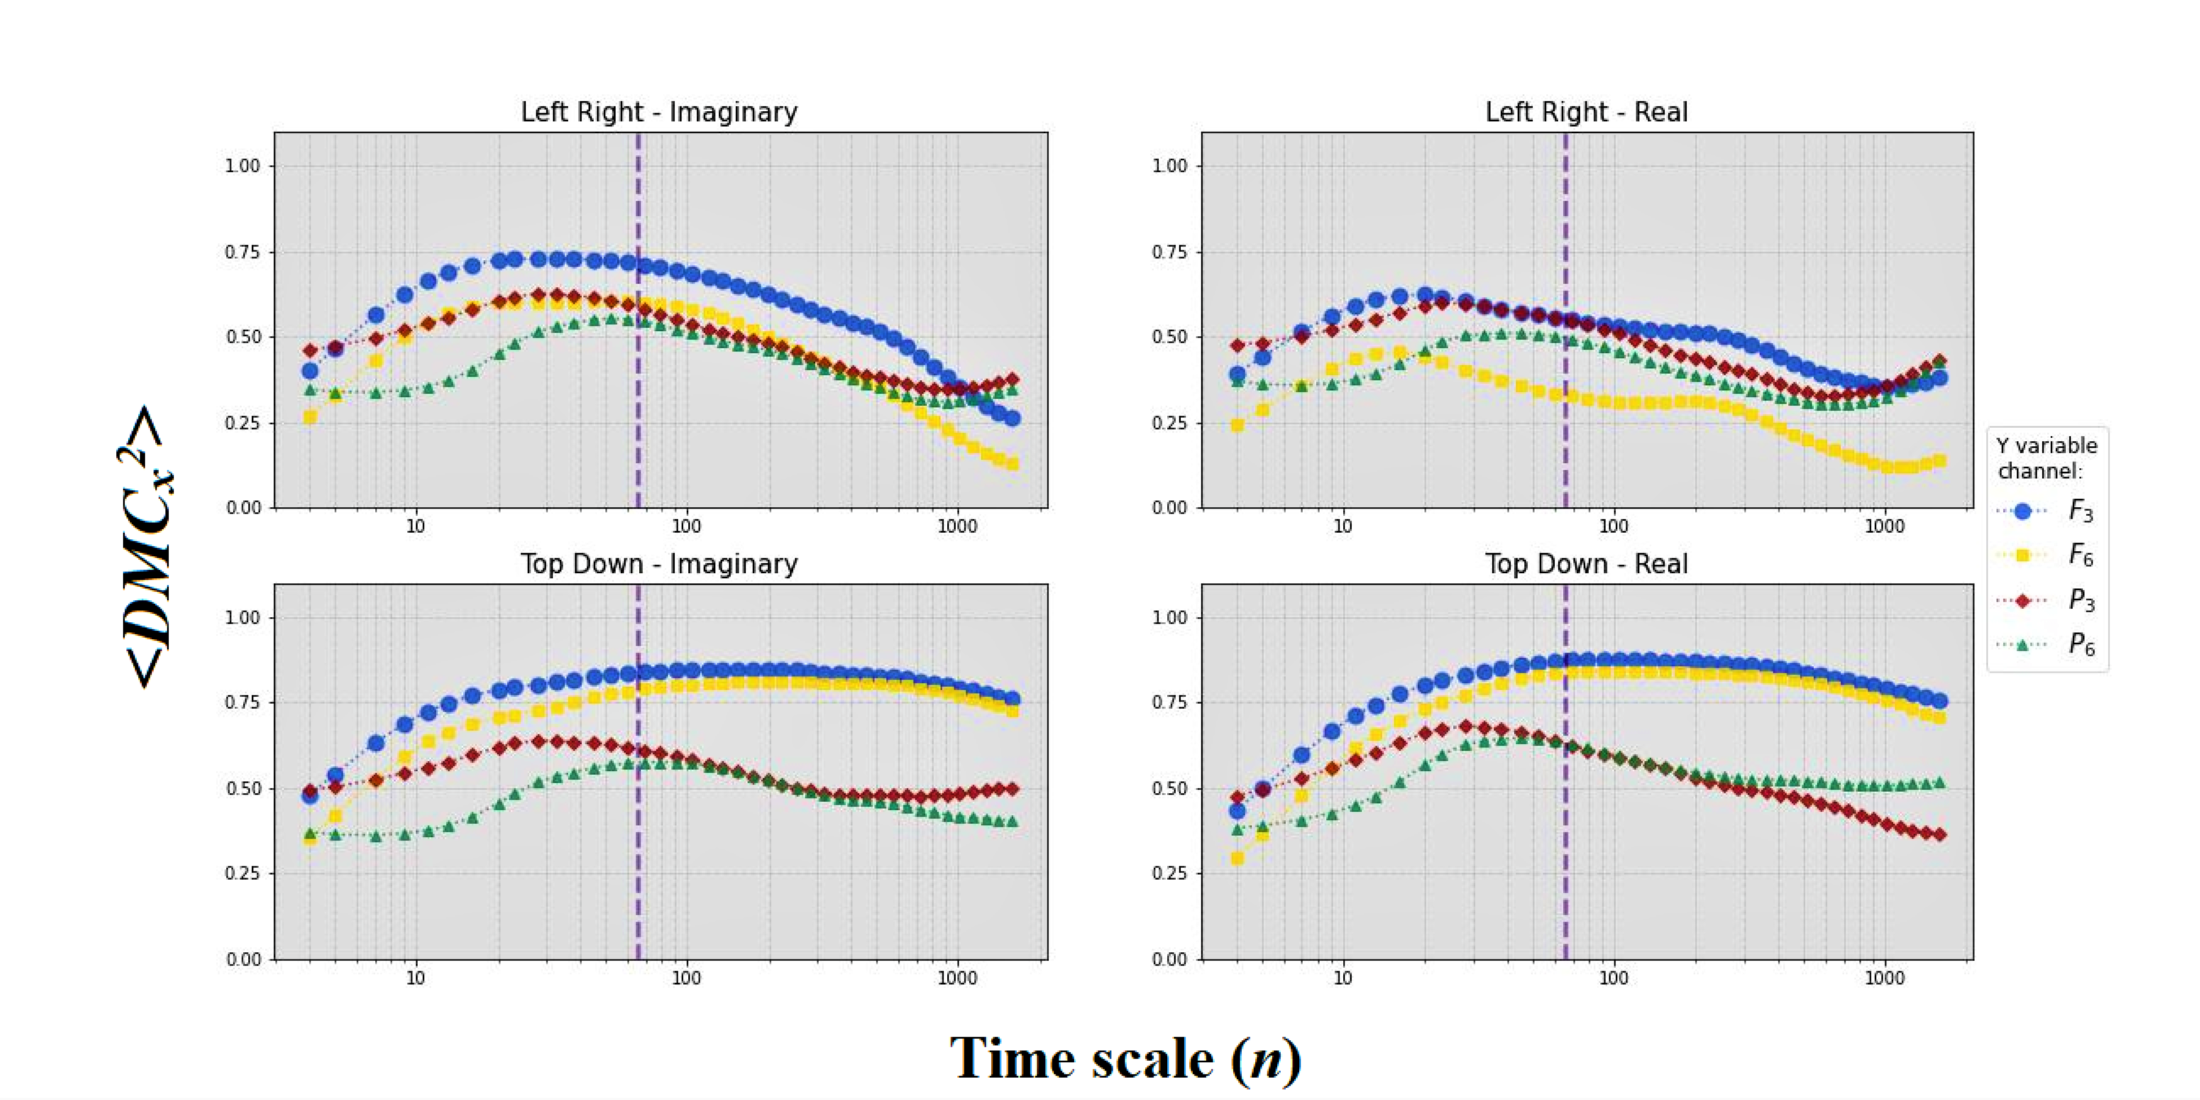 Left Right - Imaginary
1.00
0.75
0.50
0.25
0.00
10 100 1000
Left Right - Real
1.00
0.75
0.50
0.25
0.00
10 100 1000
Top Down - Imaginary
1.00
0.75
0.50
0.25
0.00
10 100 1000
Top Down - Real
1.00
0.75
0.50
0.25
0.00
10 100 1000
Y variable
channel:
F3
F6
P3
P6
<DMCx²>
Time scale (n)